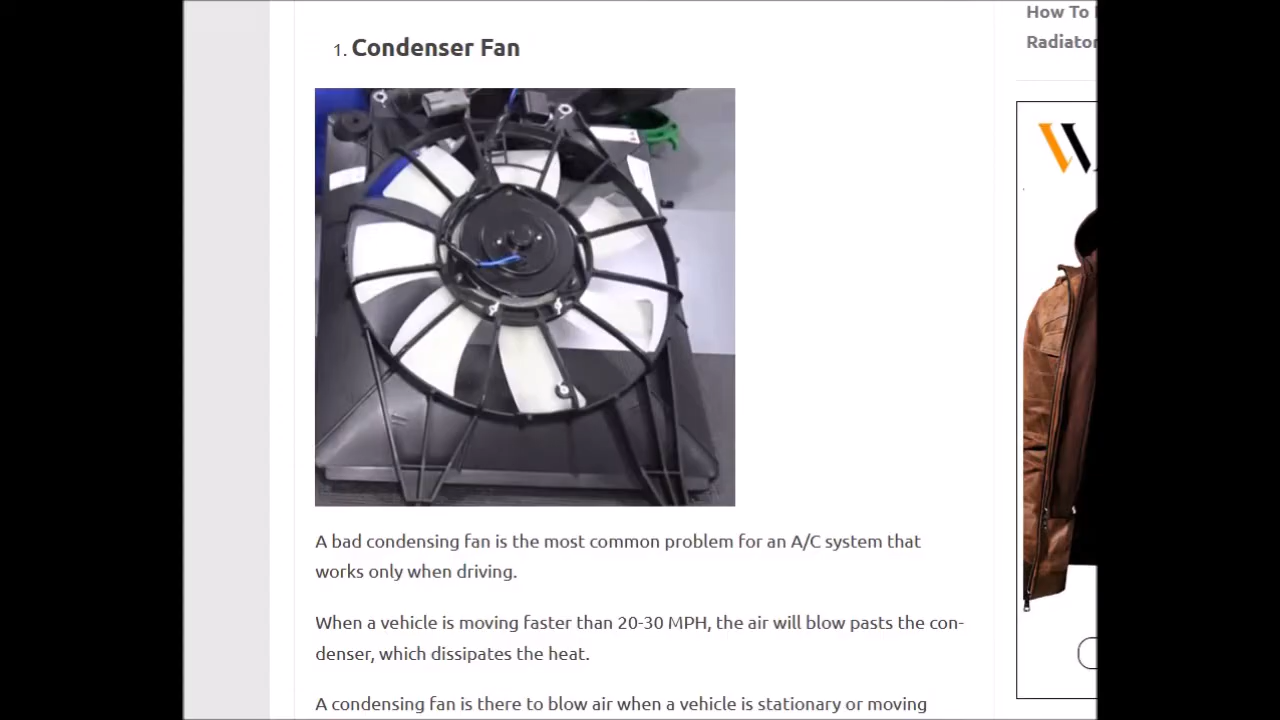 1. Condenser Fan
A bad condensing fan is the most common problem for an A/C system that
works only when driving.
When a vehicle is moving faster than 20-30 MPH, the air will blow pasts the con-
denser, which dissipates the heat.
A condensing fan is there to blow air when a vehicle is stationary or moving
How To
Radiator